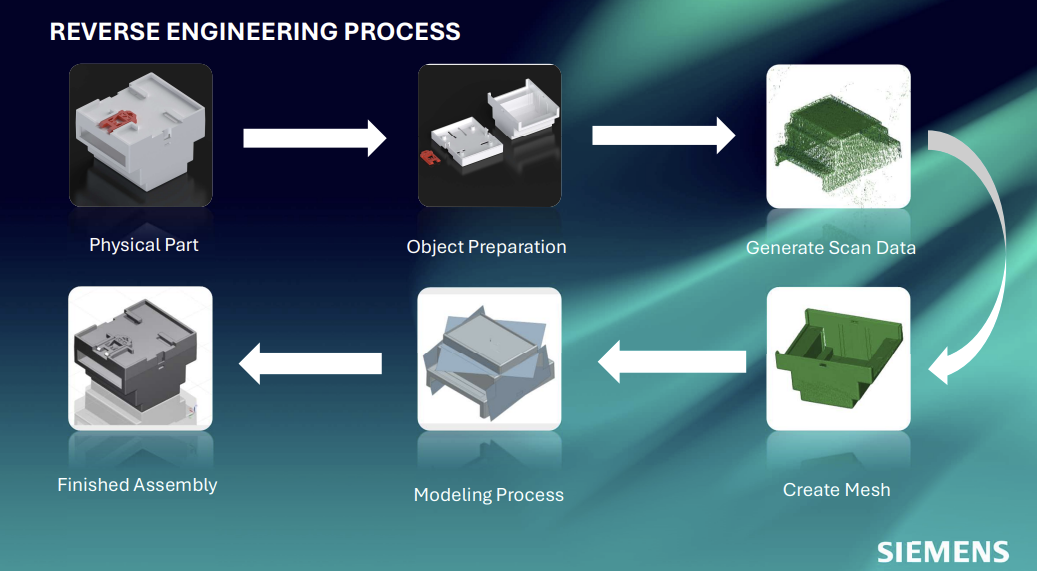 REVERSE ENGINEERING PROCESS
Physical Part
Object Preparation
Generate Scan Data
Finished Assembly
Modeling Process
Create Mesh
SIEMENS